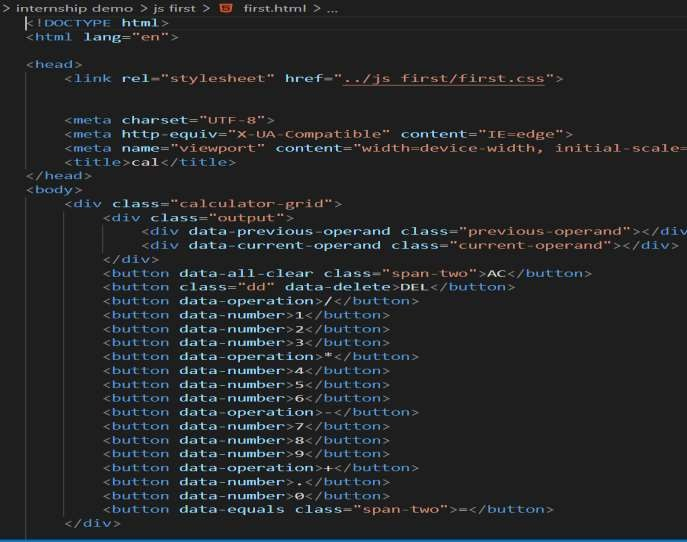 > internship demo > js first > first.html > ...
<!DOCTYPE html>
<html lang="en">
<head>
<link rel="stylesheet" href="../js first/first.css">
<meta charset="UTF-8">
<meta http-equiv="X-UA-Compatible" content="IE=edge">
<meta name="viewport" content="width=device-width, initial-scale=
<title>cal</title>
</head>
<body>
<div class="calculator-grid">
<div class="output">
<div data-previous-operand class="previous-operand"></div
<div data-current-operand class="current-operand"></div>
</div>
<button data-all-clear class="span-two">AC</button>
<button class="dd" data-delete>DEL</button>
<button data-operation>/</button>
<button data-number>1</button>
<button data-number>2</button>
<button data-number>3</button>
<button data-operation>*</button>
<button data-number>4</button>
<button data-number>5</button>
<button data-number>6</button>
<button data-operation>-</button>
<button data-number>7</button>
<button data-number>8</button>
<button data-number>9</button>
<button data-operation>+</button>
<button data-number>.</button>
<button data-number>0</button>
<button data-equals class="span-two">=</button>
</div>